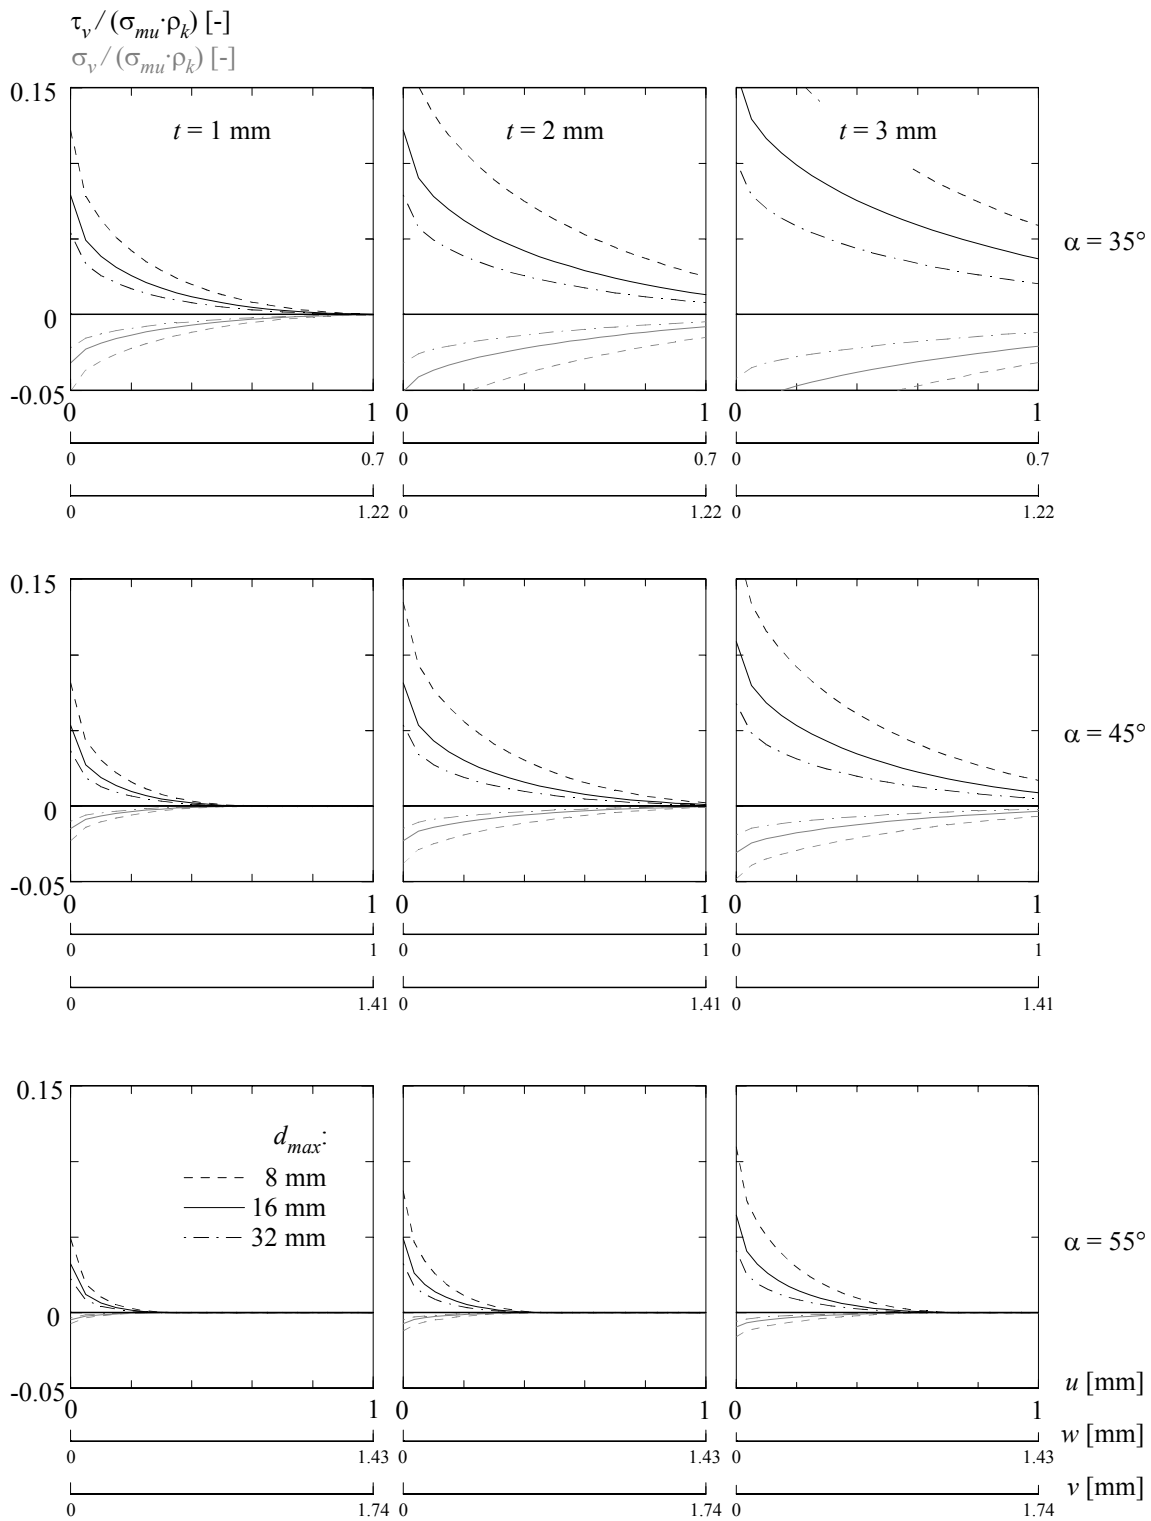 τv / (σmu·ρk) [-]
σv / (σmu·ρk) [-]
0.15
t = 1 mm
t = 2 mm
t = 3 mm
α = 35°
0
-0.05
0 1 0 1 0 1
0 0.7 0 0.7 0 0.7
0 1.22 0 1.22 0 1.22
0.15
α = 45°
0
-0.05
0 1 0 1 0 1
0 1 0 1 0 1
0 1.41 0 1.41 0 1.41
0.15
dmax:
8 mm
16 mm
32 mm
α = 55°
0
-0.05
u [mm]
0 1 0 1 0 1
w [mm]
0 1.43 0 1.43 0 1.43
v [mm]
0 1.74 0 1.74 0 1.74